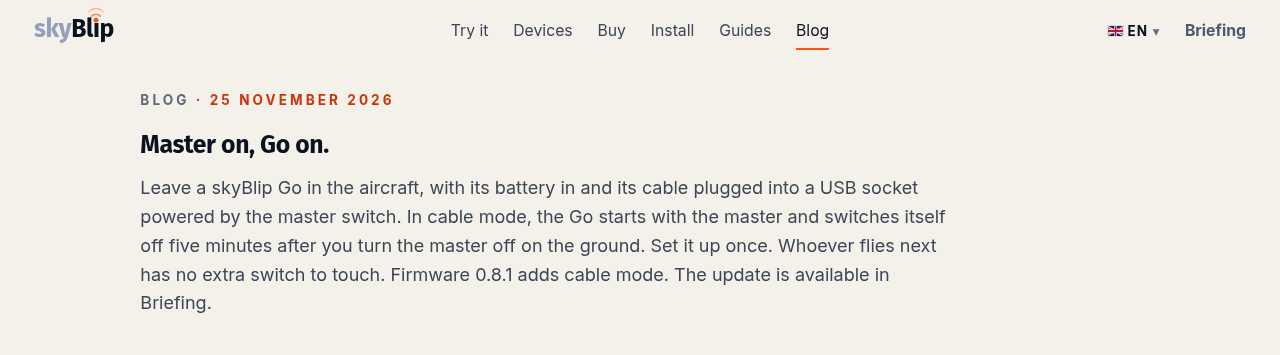 skyBlip
Try it
Devices
Buy
Install
Guides
Blog
EN ▾
Briefing
BLOG · 25 NOVEMBER 2026
Master on, Go on.
Leave a skyBlip Go in the aircraft, with its battery in and its cable plugged into a USB socket
powered by the master switch. In cable mode, the Go starts with the master and switches itself
off five minutes after you turn the master off on the ground. Set it up once. Whoever flies next
has no extra switch to touch. Firmware 0.8.1 adds cable mode. The update is available in
Briefing.